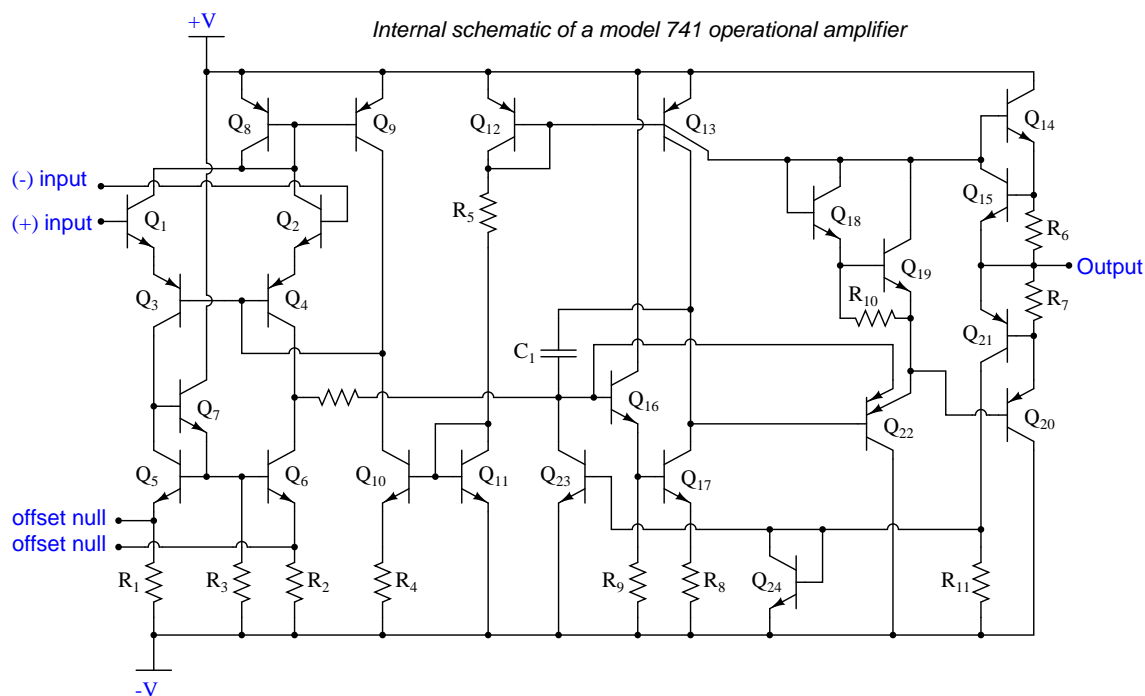 +V
Internal schematic of a model 741 operational amplifier
Q8
Q9
Q12
Q13
Q14
(-) input
(+) input
Q1
Q2
R5
Q15
Q18
R6
Q19
Output
Q3
Q4
R10
R7
C1
Q21
Q7
Q16
Q22
Q20
Q5
Q6
Q10
Q11
Q23
Q17
offset null
offset null
R1
R3
R2
R4
R9
R8
Q24
R11
-V